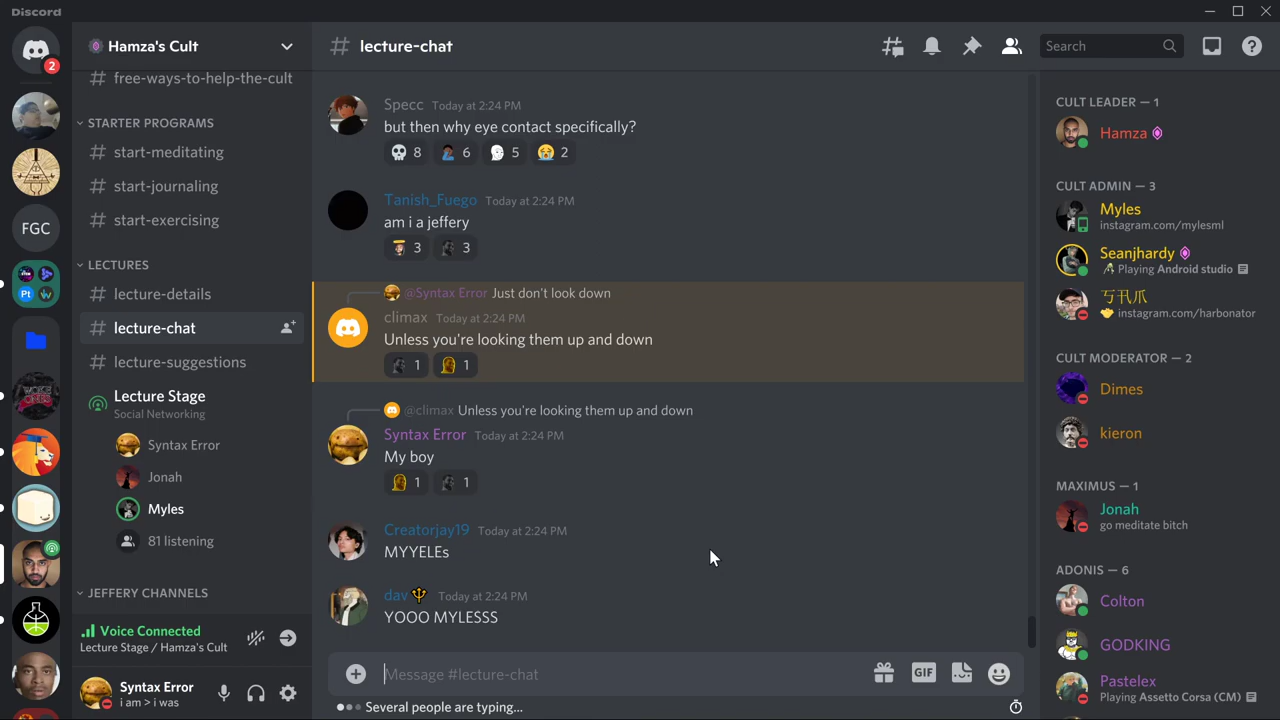 Discord
2
FGC
Pt
Hamza's Cult
# free-ways-to-help-the-cult
STARTER PROGRAMS
# start-meditating
# start-journaling
# start-exercising
LECTURES
# lecture-details
# lecture-chat
# lecture-suggestions
Lecture Stage
Social Networking
Syntax Error
Jonah
Myles
81 listening
JEFFERY CHANNELS
Voice Connected
Lecture Stage / Hamza's Cult
Syntax Error
i am > i was
# lecture-chat
Search
Specc Today at 2:24 PM
but then why eye contact specifically?
8 6 5 2
Tanish_Fuego Today at 2:24 PM
am i a jeffery
3 3
@Syntax Error Just don't look down
climax Today at 2:24 PM
Unless you're looking them up and down
1 1
@climax Unless you're looking them up and down
Syntax Error Today at 2:24 PM
My boy
1 1
Creatorjay19 Today at 2:24 PM
MYYELEs
dav Today at 2:24 PM
YOOO MYLESSS
Message #lecture-chat
GIF
Several people are typing...
CULT LEADER — 1
Hamza
CULT ADMIN — 3
Myles
instagram.com/mylesml
Seanjhardy
Playing Android studio
instagram.com/harbonator
CULT MODERATOR — 2
Dimes
kieron
MAXIMUS — 1
Jonah
go meditate bitch
ADONIS — 6
Colton
GODKING
Pastelex
Playing Assetto Corsa (CM)